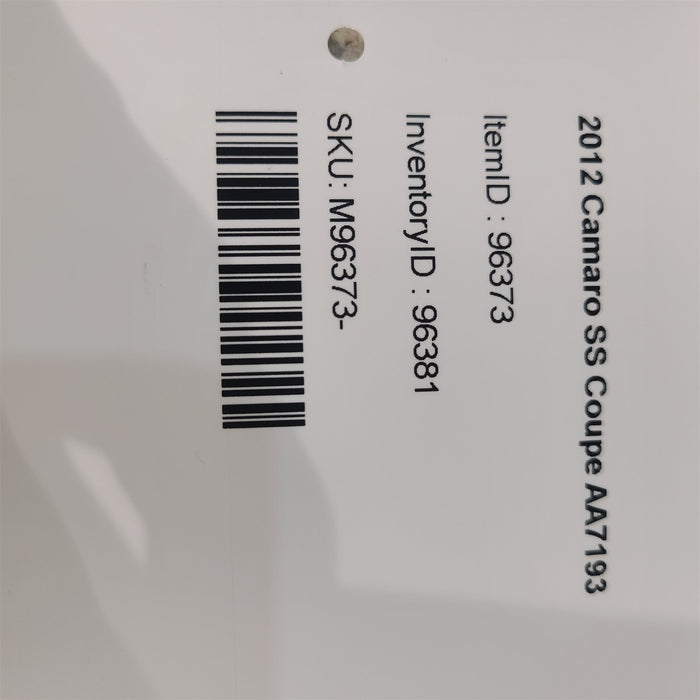 2012 Camaro SS Coupe AA7193
ItemID : 96373
InventoryID : 96381
SKU: M96373-